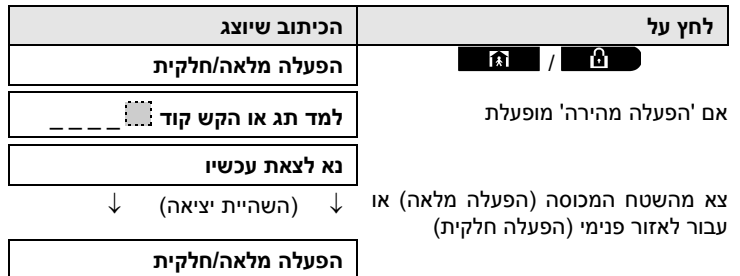 לחץ על
הכיתוב שיוצג
/
הפעלה מלאה/חלקית
אם 'הפעלה מהירה' מופעלת
למד תג או הקש קוד _ _ _ _
נא לצאת עכשיו
צא מהשטח המכוסה (הפעלה מלאה) או
עבור לאזור פנימי (הפעלה חלקית)
↓ (השהיית יציאה) ↓
הפעלה מלאה/חלקית